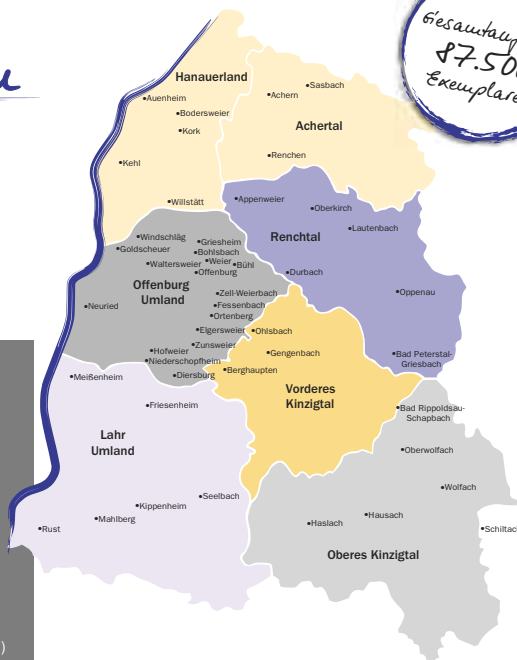 Gesamtauf
87.50
Exemplare
Hanauerland
Sasbach
Achern
Auenheim
Bodersweier
Achertal
Kork
Renchen
Kehl
Willstätt
Appenweier
Oberkirch
Lautenbach
Renchtal
Windschläg
Goldscheuer
Griesheim
Bohlsbach
Waltersweier
Weier
Bühl
Offenburg
Durbach
Offenburg
Umland
Zell-Weierbach
Oppenau
Neuried
Fessenbach
Ortenberg
Elgersweier
Ohlsbach
Zunsweier
Hofweier
Gengenbach
Bad Peterstal-
Griesbach
Niederschopfheim
Berghaupten
Diersburg
Meißenheim
Vorderes
Kinzigtal
Friesenheim
Bad Rippoldsau-
Schapbach
Lahr
Umland
Oberwolfach
Wolfach
Seelbach
Kippenheim
Mahlberg
Rust
Hausach
Haslach
Schiltach
Oberes Kinzigtal
)